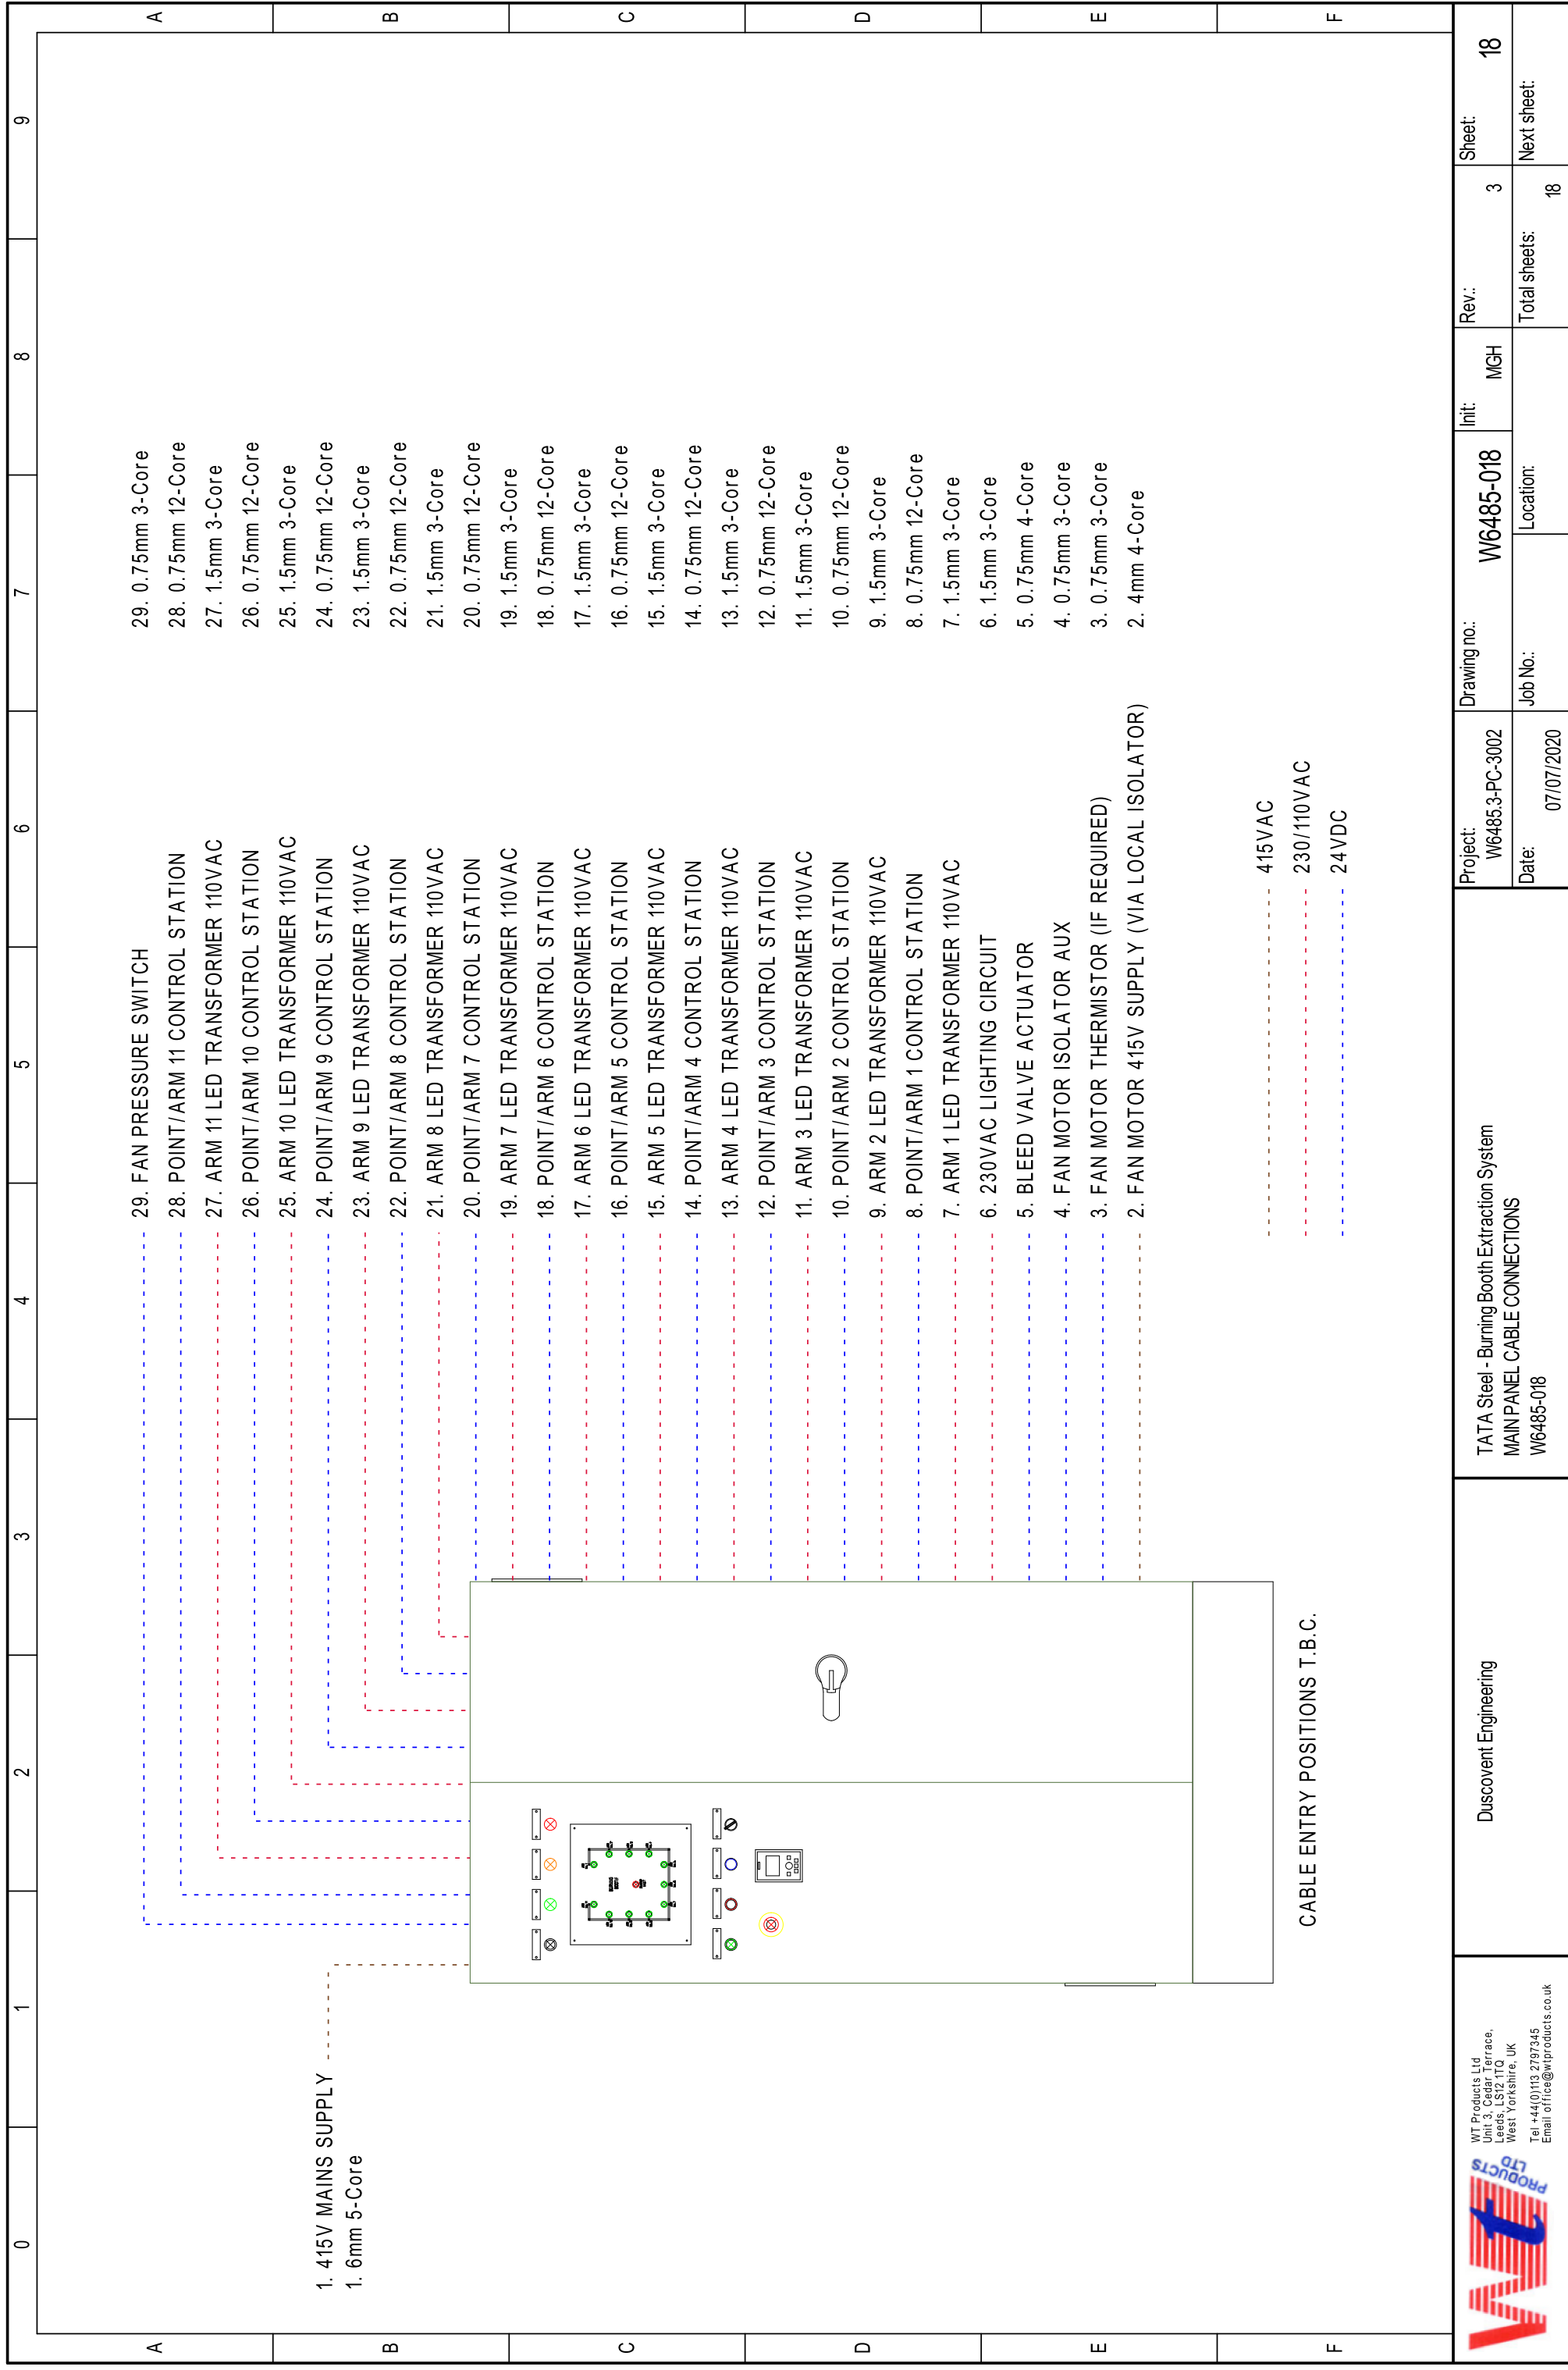 0 1 2 3 4 5 6 7 8 9
A A
B B
C C
D D
E E
F F
1. 415V MAINS SUPPLY
1. 6mm 5-Core
29. FAN PRESSURE SWITCH 29. 0.75mm 3-Core
28. POINT/ARM 11 CONTROL STATION 28. 0.75mm 12-Core
27. ARM 11 LED TRANSFORMER 110VAC 27. 1.5mm 3-Core
26. POINT/ARM 10 CONTROL STATION 26. 0.75mm 12-Core
25. ARM 10 LED TRANSFORMER 110VAC 25. 1.5mm 3-Core
24. POINT/ARM 9 CONTROL STATION 24. 0.75mm 12-Core
23. ARM 9 LED TRANSFORMER 110VAC 23. 1.5mm 3-Core
22. POINT/ARM 8 CONTROL STATION 22. 0.75mm 12-Core
21. ARM 8 LED TRANSFORMER 110VAC 21. 1.5mm 3-Core
20. POINT/ARM 7 CONTROL STATION 20. 0.75mm 12-Core
19. ARM 7 LED TRANSFORMER 110VAC 19. 1.5mm 3-Core
18. POINT/ARM 6 CONTROL STATION 18. 0.75mm 12-Core
17. ARM 6 LED TRANSFORMER 110VAC 17. 1.5mm 3-Core
16. POINT/ARM 5 CONTROL STATION 16. 0.75mm 12-Core
15. ARM 5 LED TRANSFORMER 110VAC 15. 1.5mm 3-Core
14. POINT/ARM 4 CONTROL STATION 14. 0.75mm 12-Core
13. ARM 4 LED TRANSFORMER 110VAC 13. 1.5mm 3-Core
12. POINT/ARM 3 CONTROL STATION 12. 0.75mm 12-Core
11. ARM 3 LED TRANSFORMER 110VAC 11. 1.5mm 3-Core
10. POINT/ARM 2 CONTROL STATION 10. 0.75mm 12-Core
9. ARM 2 LED TRANSFORMER 110VAC 9. 1.5mm 3-Core
8. POINT/ARM 1 CONTROL STATION 8. 0.75mm 12-Core
7. ARM 1 LED TRANSFORMER 110VAC 7. 1.5mm 3-Core
6. 230VAC LIGHTING CIRCUIT 6. 1.5mm 3-Core
5. BLEED VALVE ACTUATOR 5. 0.75mm 4-Core
4. FAN MOTOR ISOLATOR AUX 4. 0.75mm 3-Core
3. FAN MOTOR THERMISTOR (IF REQUIRED) 3. 0.75mm 3-Core
2. FAN MOTOR 415V SUPPLY (VIA LOCAL ISOLATOR) 2. 4mm 4-Core
415VAC
230/110VAC
24VDC
CABLE ENTRY POSITIONS T.B.C.
Wt PRODUCTS LTD
WT Products Ltd
Unit 3, Cedar Terrace,
Leeds, LS12 1TQ
West Yorkshire, UK
Tel +44(0)113 2797345
Email office@wtproducts.co.uk
Duscovent Engineering
TATA Steel - Burning Booth Extraction System
MAIN PANEL CABLE CONNECTIONS
W6485-018
Project: W6485.3-PC-3002
Drawing no.: W6485-018
Init: MGH
Rev.: 3
Sheet: 18
Date: 07/07/2020
Job No.:
Location:
Total sheets: 18
Next sheet: